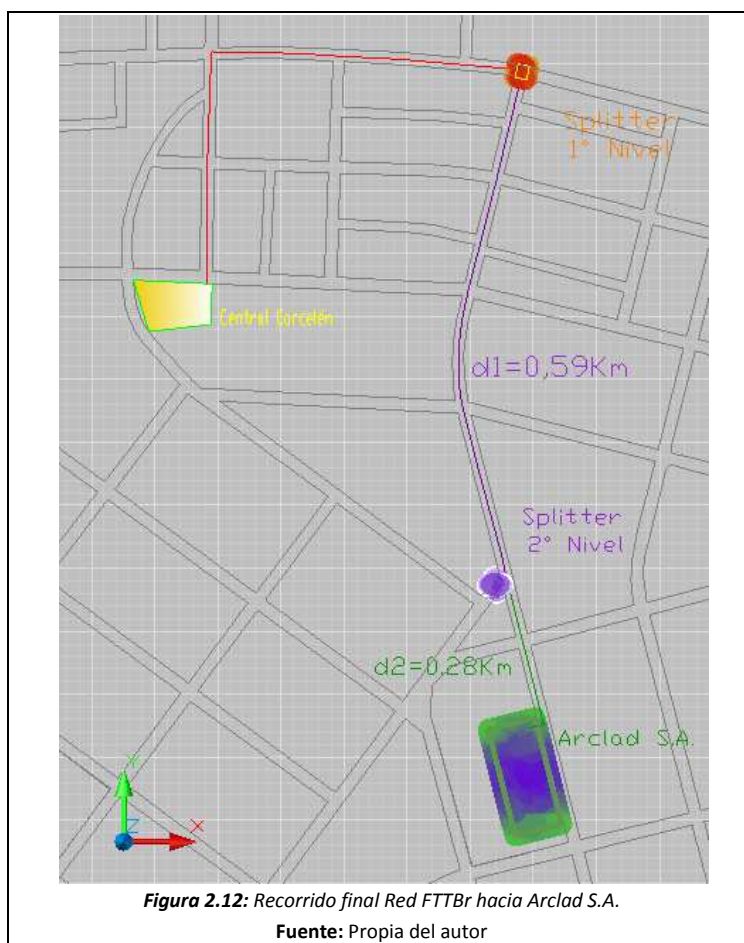 Splitter
1° Nivel
Central Carcelén
d1=0,59Km
Splitter
2° Nivel
d2=0,28Km
Arclad S.A.
Y
Z
X
Figura 2.12: Recorrido final Red FTTBr hacia Arclad S.A.
Fuente: Propia del autor